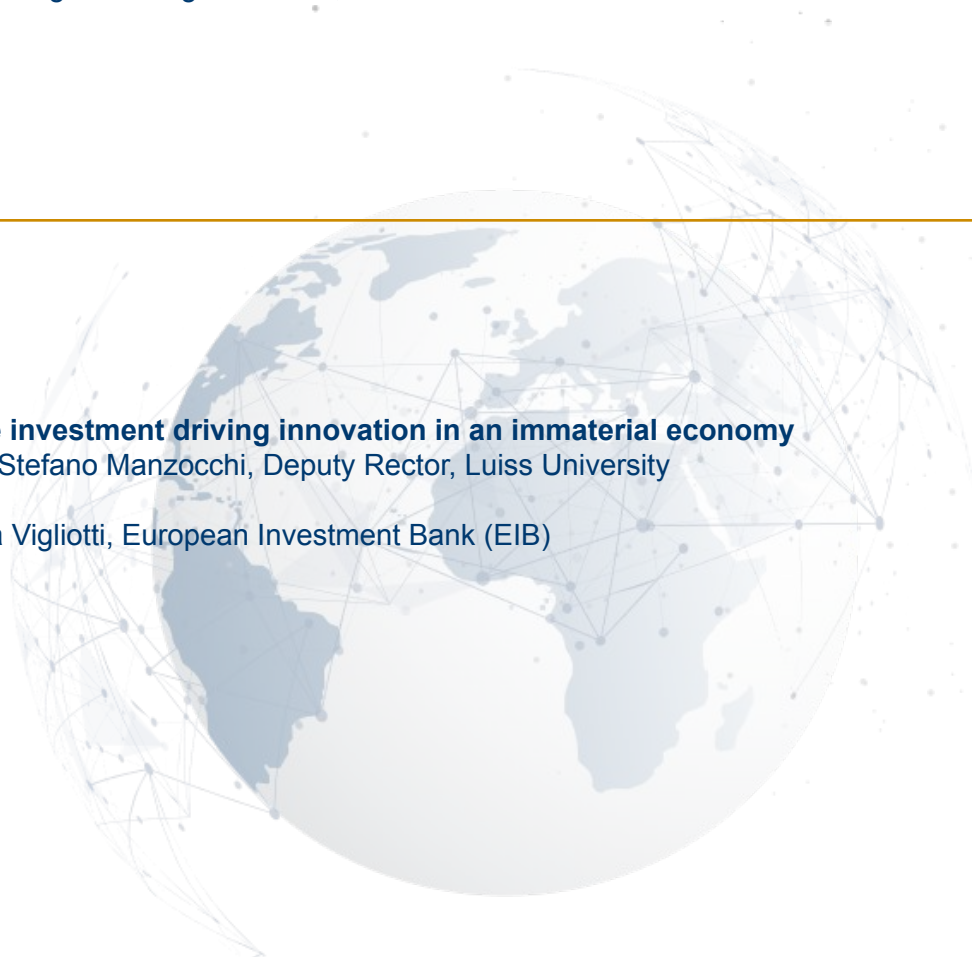 investment driving innovation in an immaterial economy
Stefano Manzocchi, Deputy Rector, Luiss University
Vigliotti, European Investment Bank (EIB)